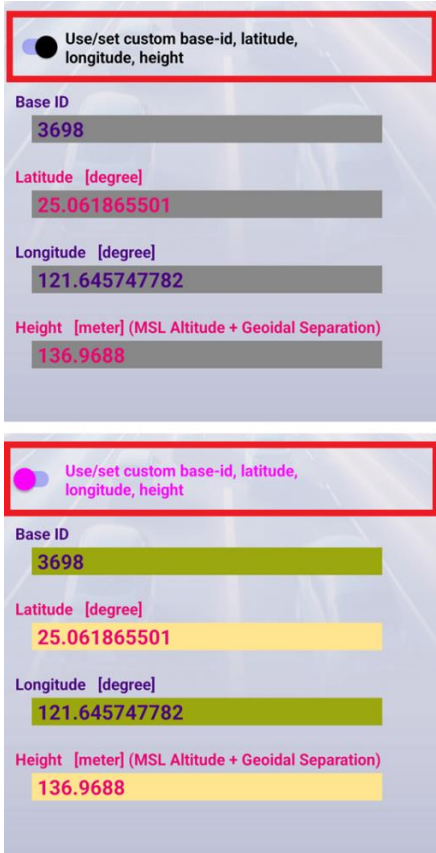 Use/set custom base-id, latitude,
longitude, height
Base ID
3698
Latitude [degree]
25.061865501
Longitude [degree]
121.645747782
Height [meter] (MSL Altitude + Geoidal Separation)
136.9688
Use/set custom base-id, latitude,
longitude, height
Base ID
3698
Latitude [degree]
25.061865501
Longitude [degree]
121.645747782
Height [meter] (MSL Altitude + Geoidal Separation)
136.9688